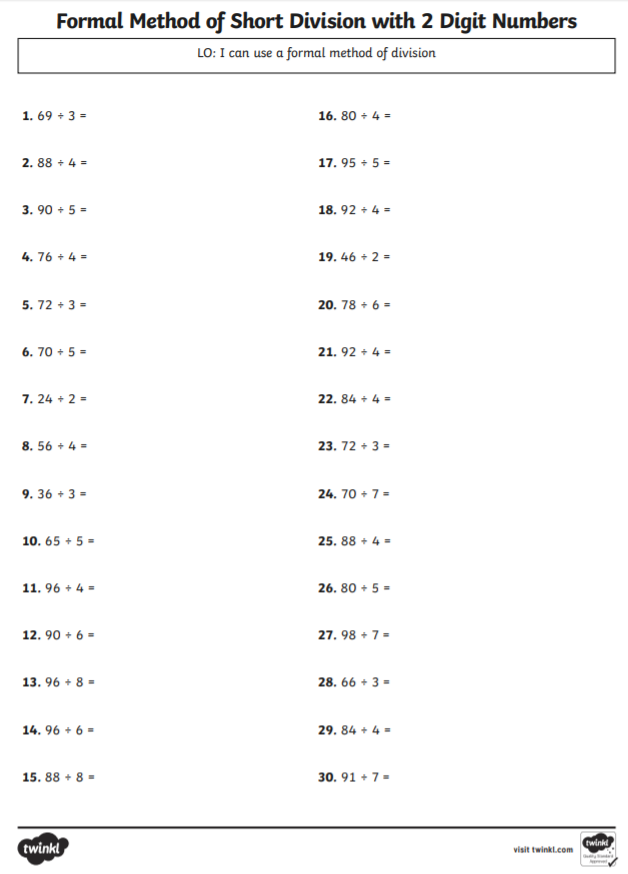 Formal Method of Short Division with 2 Digit Numbers
LO: I can use a formal method of division
1. 69 ÷ 3 =
2. 88 ÷ 4 =
3. 90 ÷ 5 =
4. 76 ÷ 4 =
5. 72 ÷ 3 =
6. 70 ÷ 5 =
7. 24 ÷ 2 =
8. 56 ÷ 4 =
9. 36 ÷ 3 =
10. 65 ÷ 5 =
11. 96 ÷ 4 =
12. 90 ÷ 6 =
13. 96 ÷ 8 =
14. 96 ÷ 6 =
15. 88 ÷ 8 =
16. 80 ÷ 4 =
17. 95 ÷ 5 =
18. 92 ÷ 4 =
19. 46 ÷ 2 =
20. 78 ÷ 6 =
21. 92 ÷ 4 =
22. 84 ÷ 4 =
23. 72 ÷ 3 =
24. 70 ÷ 7 =
25. 88 ÷ 4 =
26. 80 ÷ 5 =
27. 98 ÷ 7 =
28. 66 ÷ 3 =
29. 84 ÷ 4 =
30. 91 ÷ 7 =
twinkl
visit twinkl.com
twinkl
Quality Standard
Approved